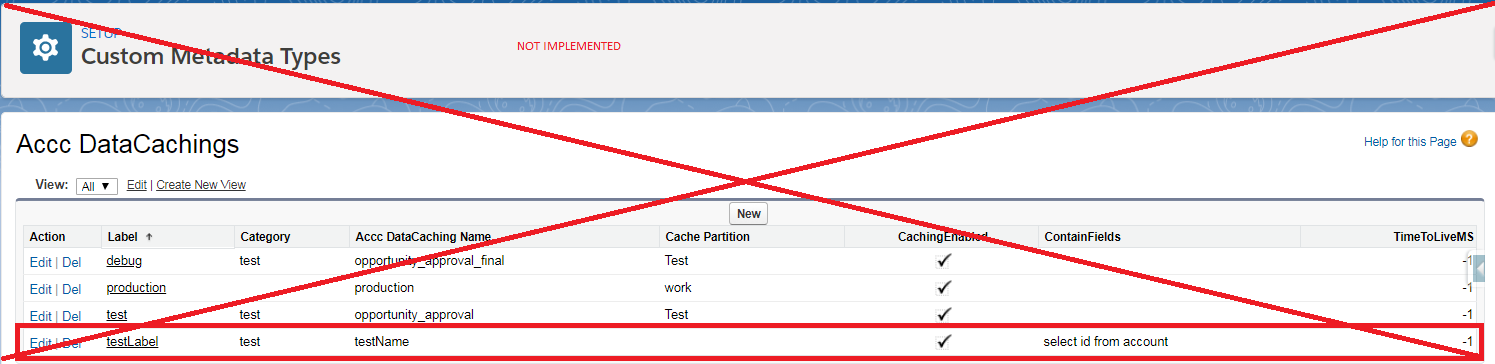 SETUP
Custom Metadata Types
NOT IMPLEMENTED
Accc DataCachings
Help for this Page ?
View: All ▼ Edit | Create New View
New
Action Label ↑ Category Accc DataCaching Name Cache Partition CachingEnabled ContainFields TimeToLiveMS
Edit | Del debug test opportunity_approval_final Test ✓ -1
Edit | Del production test production work ✓ -1
Edit | Del test test opportunity_approval Test ✓ -1
Edit | Del testLabel test testName ✓ select id from account -1